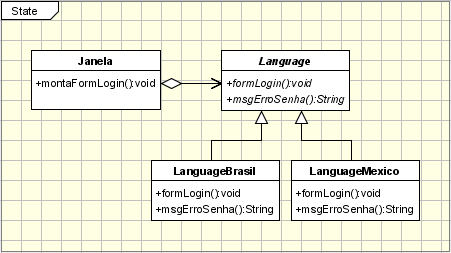 State
Janela
+montaFormLogin():void
Language
+formLogin():void
+msgErroSenha():String
LanguageBrasil
+formLogin():void
+msgErroSenha():String
LanguageMexico
+formLogin():void
+msgErroSenha():String